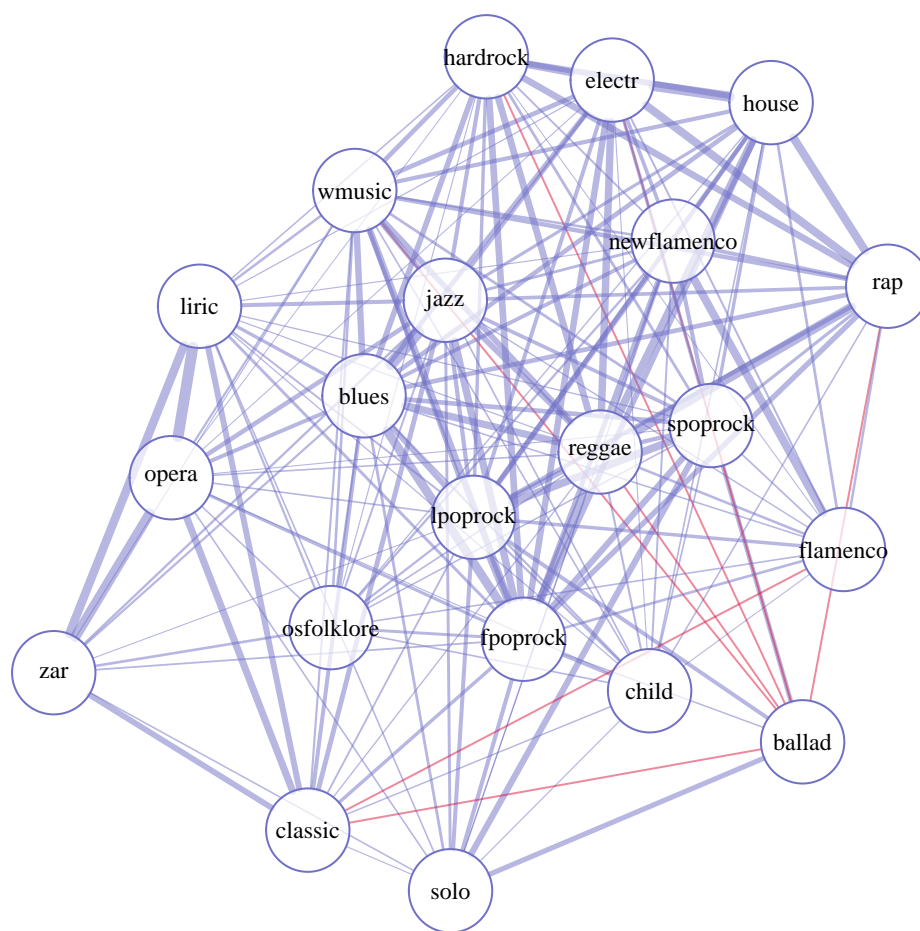 hardrock
electr
house
wmusic
newflamenco
rap
jazz
liric
blues
spoprock
reggae
opera
lpoprock
flamenco
osfolklore
fpoprock
zar
child
ballad
classic
solo